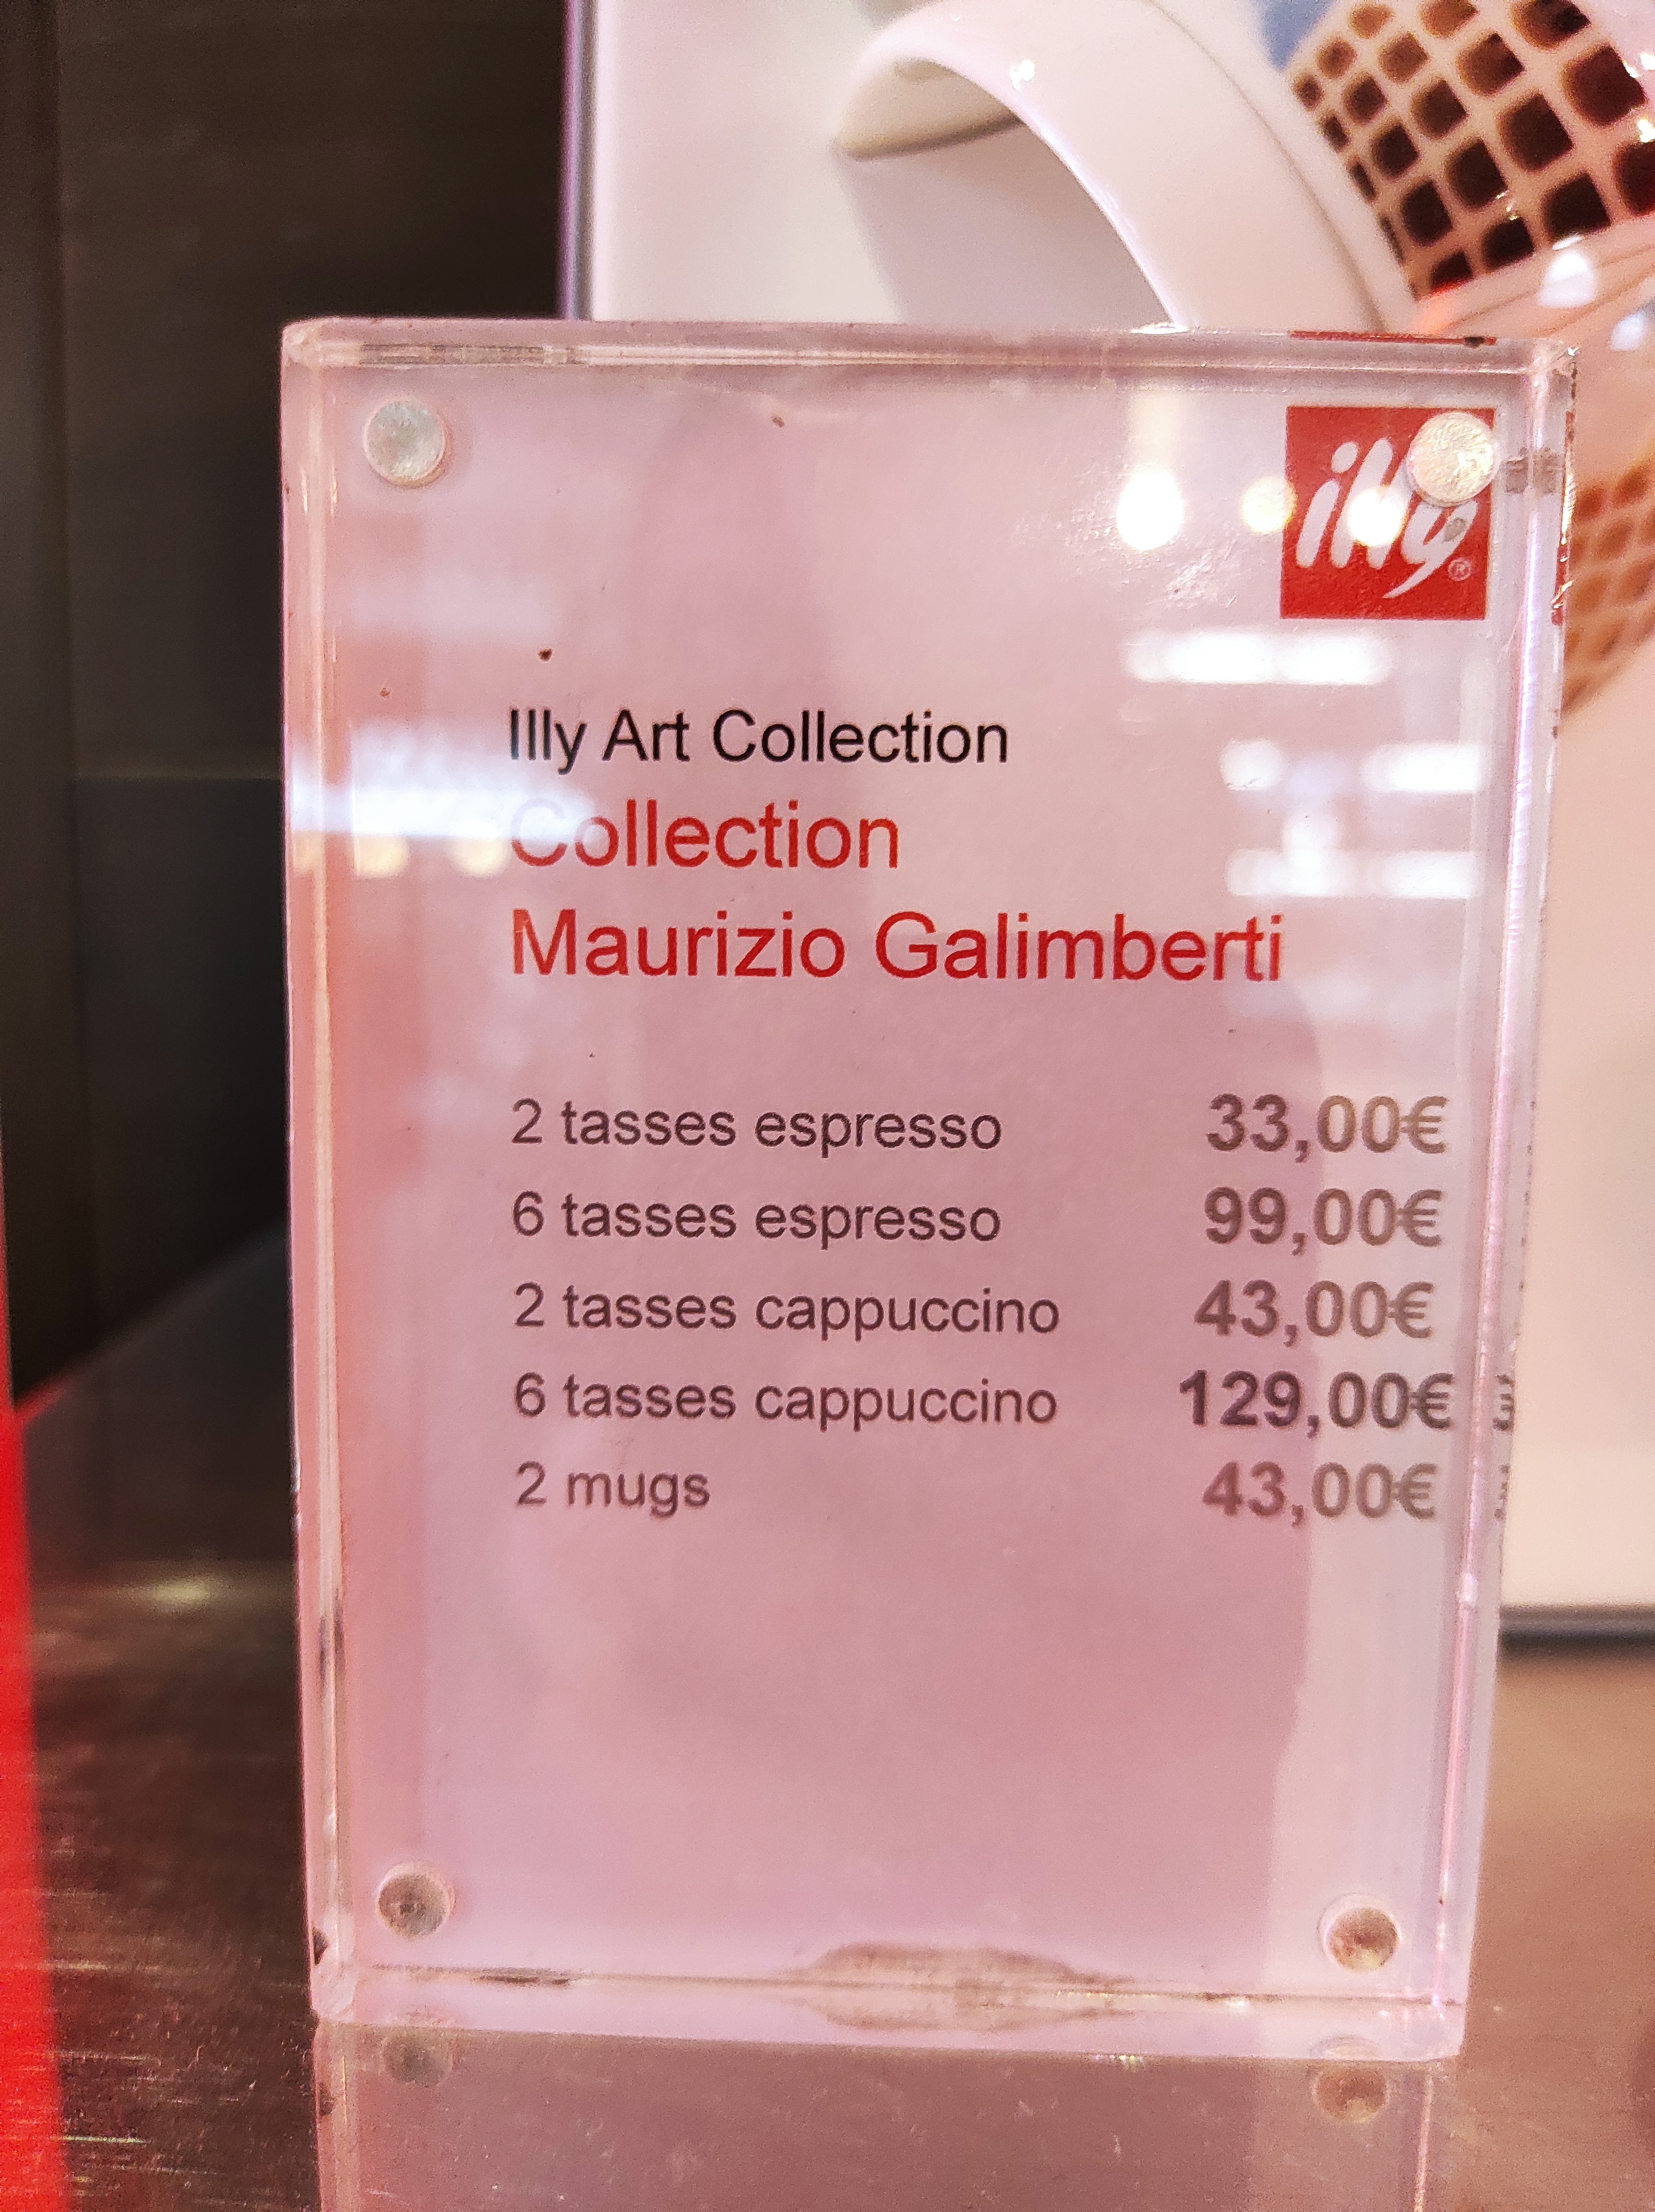 illy®
Illy Art Collection
Collection
Maurizio Galimberti
2 tasses espresso 33,00€
6 tasses espresso 99,00€
2 tasses cappuccino 43,00€
6 tasses cappuccino 129,00€
2 mugs 43,00€